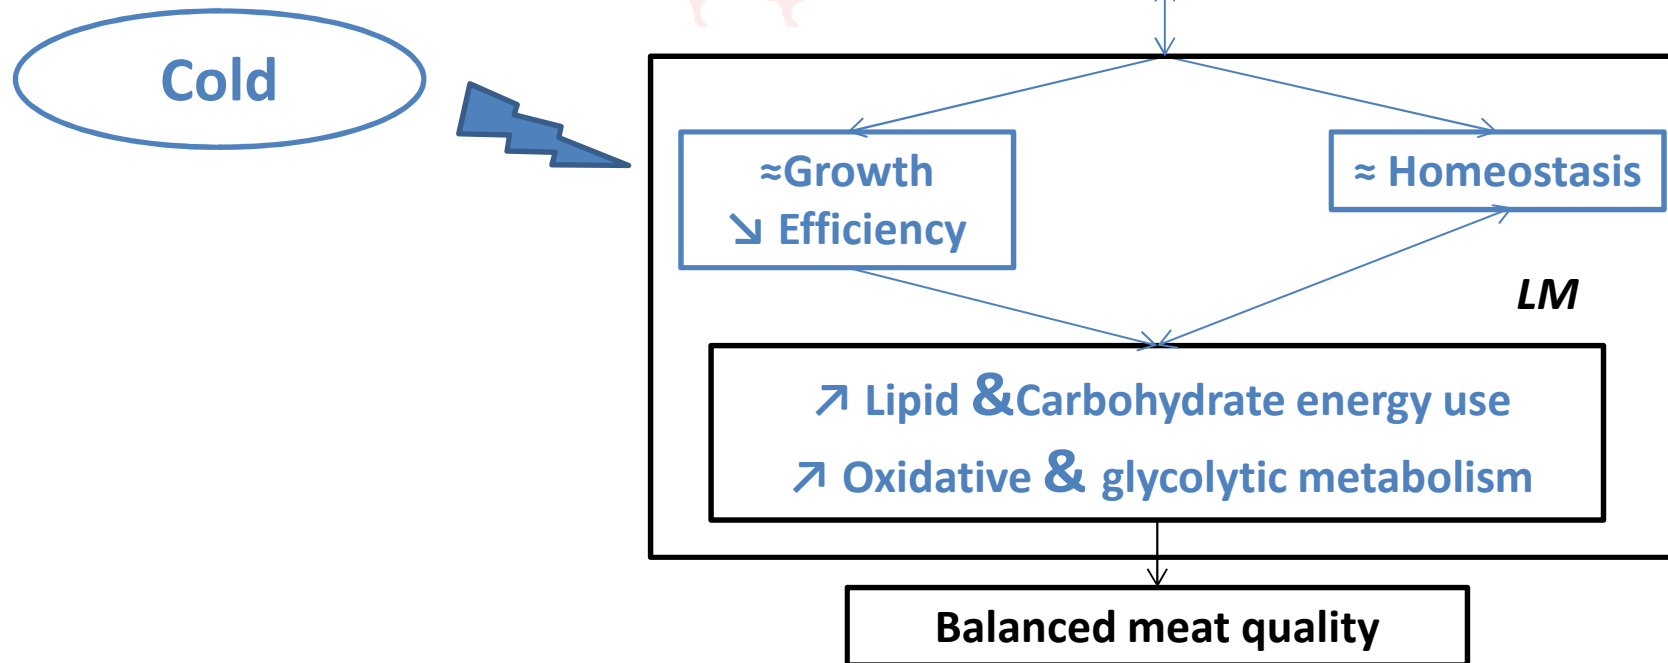 Cold
≈Growth
↘ Efficiency
≈ Homeostasis
LM
↗ Lipid &Carbohydrate energy use
↗ Oxidative & glycolytic metabolism
Balanced meat quality